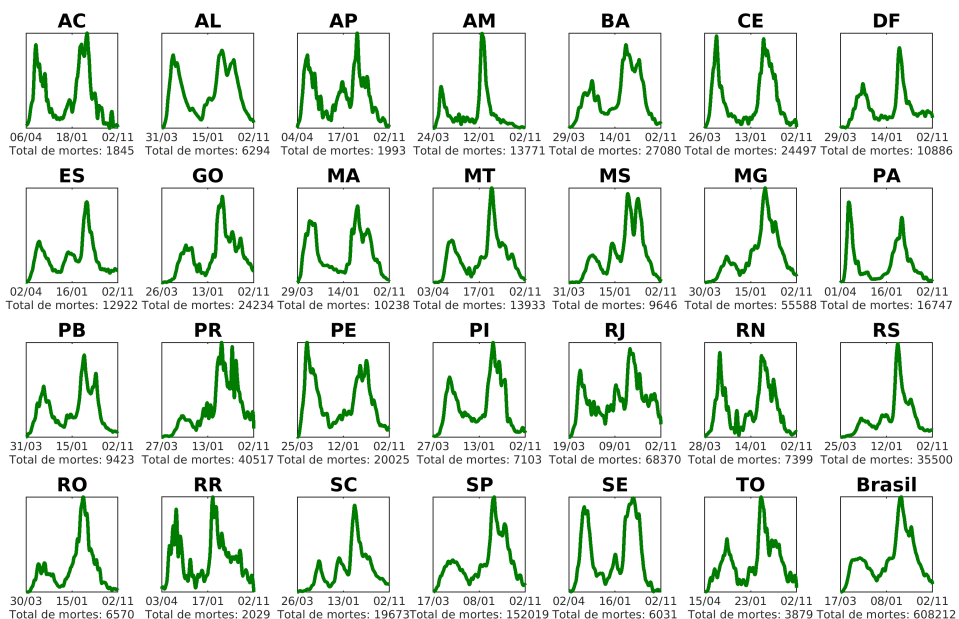 AC AL AP AM BA CE DF
06/04 18/01 02/11 31/03 15/01 02/11 04/04 17/01 02/11 24/03 12/01 02/11 29/03 14/01 02/11 26/03 13/01 02/11 29/03 14/01 02/11
Total de mortes: 1845 Total de mortes: 6294 Total de mortes: 1993 Total de mortes: 13771 Total de mortes: 27080 Total de mortes: 24497 Total de mortes: 10886
ES GO MA MT MS MG PA
02/04 16/01 02/11 26/03 13/01 02/11 29/03 14/01 02/11 03/04 17/01 02/11 31/03 15/01 02/11 30/03 15/01 02/11 01/04 16/01 02/11
Total de mortes: 12922 Total de mortes: 24234 Total de mortes: 10238 Total de mortes: 13933 Total de mortes: 9646 Total de mortes: 55588 Total de mortes: 16747
PB PR PE PI RJ RN RS
31/03 15/01 02/11 27/03 13/01 02/11 25/03 12/01 02/11 27/03 13/01 02/11 19/03 09/01 02/11 28/03 14/01 02/11 25/03 12/01 02/11
Total de mortes: 9423 Total de mortes: 40517 Total de mortes: 20025 Total de mortes: 7103 Total de mortes: 68370 Total de mortes: 7399 Total de mortes: 35500
RO RR SC SP SE TO Brasil
30/03 15/01 02/11 03/04 17/01 02/11 26/03 13/01 02/11 17/03 08/01 02/11 02/04 16/01 02/11 15/04 23/01 02/11 17/03 08/01 02/11
Total de mortes: 6570 Total de mortes: 2029 Total de mortes: 19673 Total de mortes: 152019 Total de mortes: 6031 Total de mortes: 3879 Total de mortes: 608212